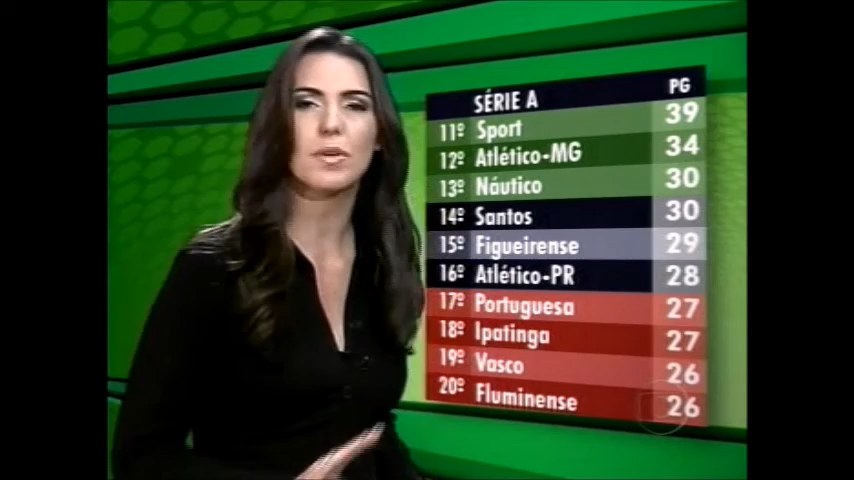 SÉRIE A PG
11º Sport 39
12º Atlético-MG 34
13º Náutico 30
14º Santos 30
15º Figueirense 29
16º Atlético-PR 28
17º Portuguesa 27
18º Ipatinga 27
19º Vasco 26
20º Fluminense 26